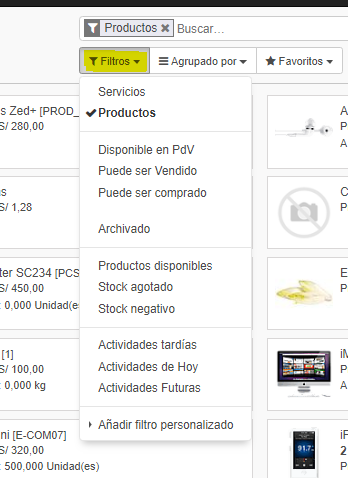 Productos ✖ Buscar...
Filtros Agrupado por Favoritos
Servicios
Productos
Disponible en PdV
Puede ser Vendido
Puede ser comprado
Archivado
Productos disponibles
Stock agotado
Stock negativo
Actividades tardías
Actividades de Hoy
Actividades Futuras
Añadir filtro personalizado
s Zed+ [PROD_
S/ 280,00
as
S/ 1,28
ter SC234 [PCS
S/ 450,00
: 0,000 Unidad(es
[1]
S/ 100,00
: 0,000 kg
ni [E-COM07]
S/ 320,00
: 500,000 Unidad(es)
A
P
A
C
P
E
P
iM
P
iP
2
P